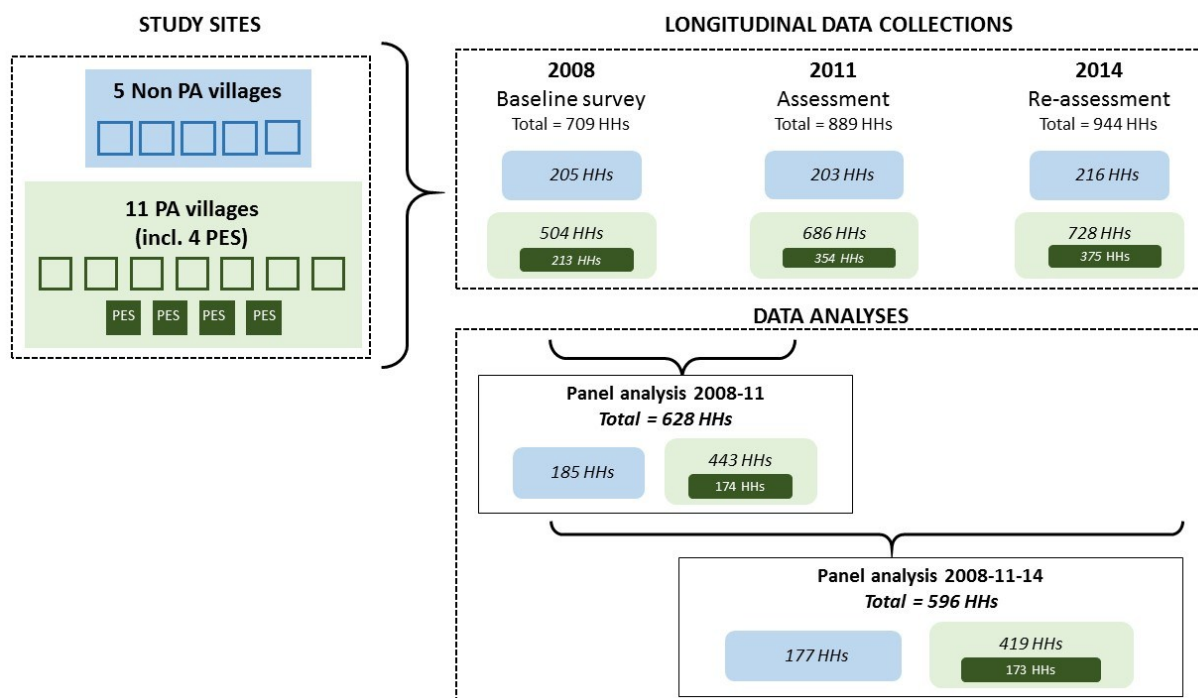 STUDY SITES
5 Non PA villages
11 PA villages
(incl. 4 PES)
PES PES PES PES
LONGITUDINAL DATA COLLECTIONS
2008
Baseline survey
Total = 709 HHs
205 HHs
504 HHs
213 HHs
2011
Assessment
Total = 889 HHs
203 HHs
686 HHs
354 HHs
2014
Re-assessment
Total = 944 HHs
216 HHs
728 HHs
375 HHs
DATA ANALYSES
Panel analysis 2008-11
Total = 628 HHs
185 HHs
443 HHs
174 HHs
Panel analysis 2008-11-14
Total = 596 HHs
177 HHs
419 HHs
173 HHs